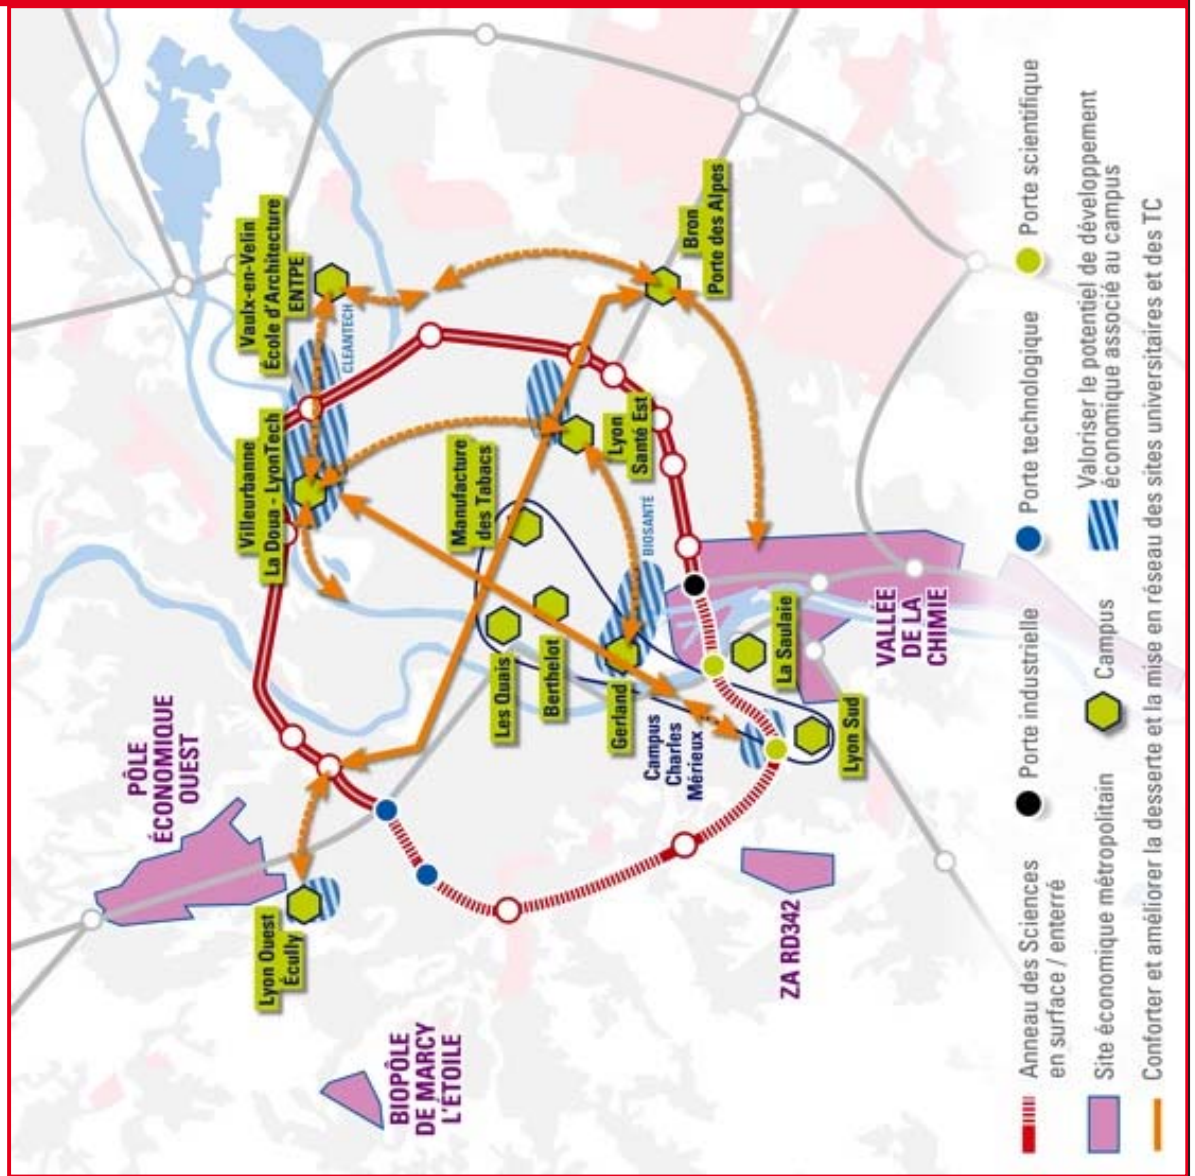 PÔLE
ÉCONOMIQUE
OUEST
BIOPÔLE
DE MARCY
L'ÉTOILE
Lyon Ouest
Écully
Villeurbanne
La Doua - LyonTech
Vaulx-en-Velin
École d'Architecture
ENTPE
CLEANTECH
Manufacture
des Tabacs
Les Quais
Berthelot
Lyon
Santé Est
BIOSANTÉ
Gerland
Campus
Charles
Mérieux
Bron
Porte des Alpes
La Saulaie
Lyon Sud
ZA RD342
VALLÉE
DE LA
CHIMIE
Anneau des Sciences
en surface / enterré
Porte industrielle
Porte technologique
Porte scientifique
Site économique métropolitain
Campus
Valoriser le potentiel de développement
économique associé au campus
Conforter et améliorer la desserte et la mise en réseau des sites universitaires et des TC